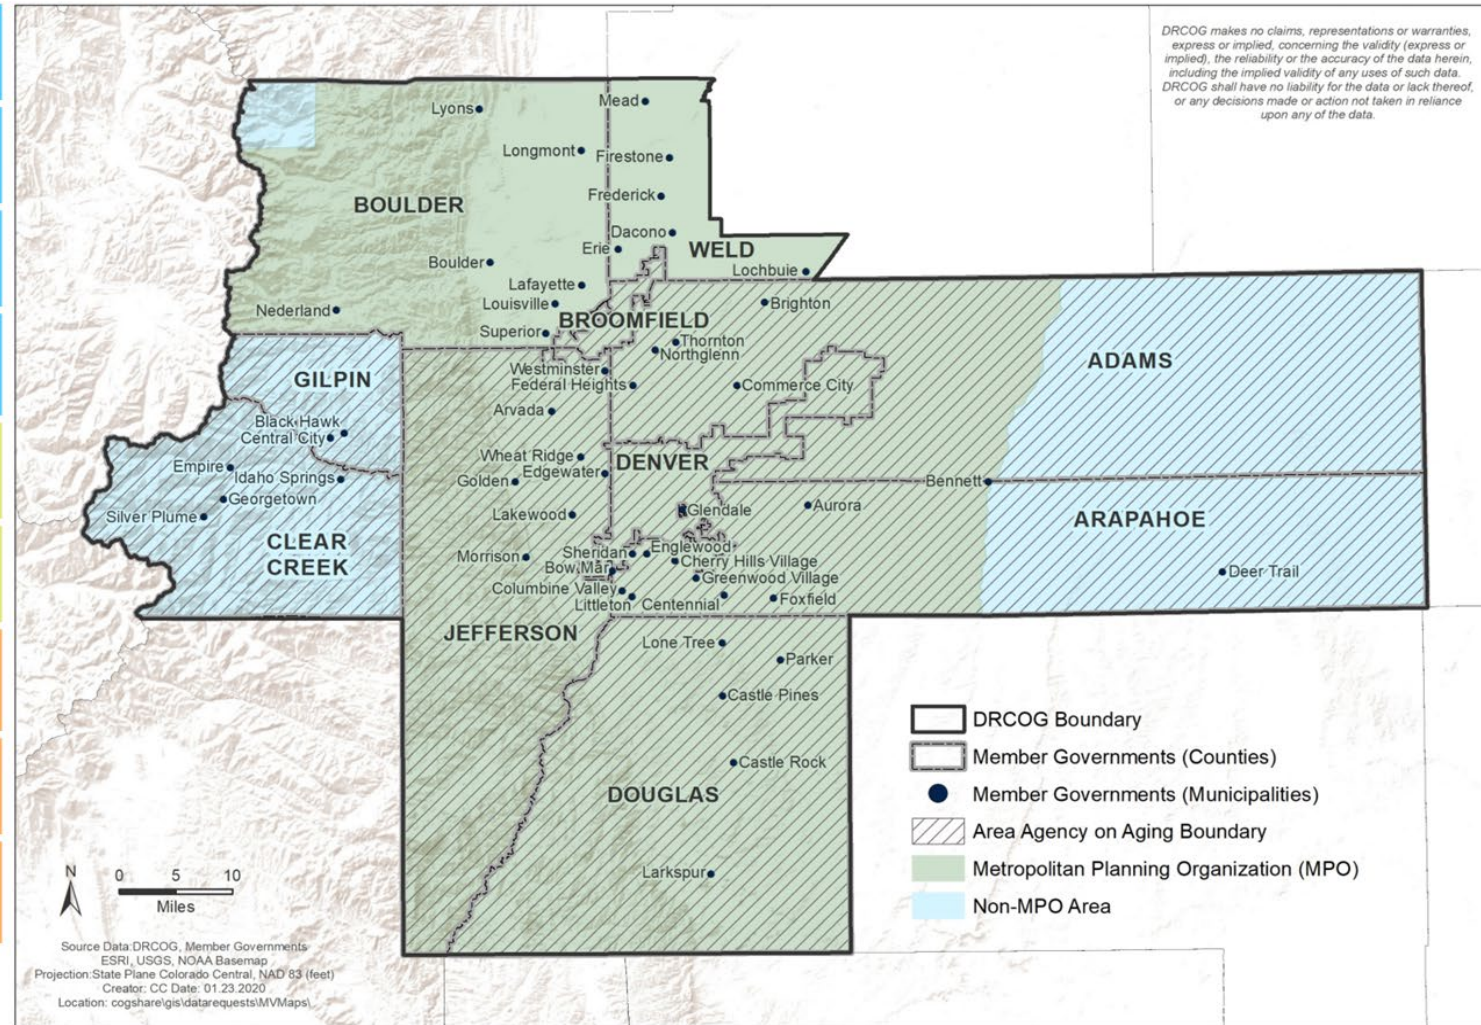 DRCOG makes no claims, representations or warranties,
express or implied, concerning the validity (express or
implied), the reliability or the accuracy of the data herein,
including the implied validity of any uses of such data.
DRCOG shall have no liability for the data or lack thereof,
or any decisions made or action not taken in reliance
upon any of the data.
Lyons
Mead
Longmont
Firestone
BOULDER
Frederick
Dacono
Erie
WELD
Boulder
Lochbuie
Lafayette
Louisville
Brighton
Nederland
BROOMFIELD
Superior
Thornton
Northglenn
ADAMS
Westminster
GILPIN
Federal Heights
Commerce City
Arvada
Black Hawk
Central City
Wheat Ridge
DENVER
Empire
Edgewater
Idaho Springs
Golden
Bennett
Georgetown
Aurora
Silver Plume
Lakewood
Glendale
ARAPAHOE
CLEAR
CREEK
Morrison
Sheridan
Englewood
Cherry Hills Village
Bow Mar
Deer Trail
Greenwood Village
Columbine Valley
Littleton
Centennial
Foxfield
JEFFERSON
Lone Tree
Parker
Castle Pines
Castle Rock
DOUGLAS
Larkspur
DRCOG Boundary
Member Governments (Counties)
Member Governments (Municipalities)
Area Agency on Aging Boundary
Metropolitan Planning Organization (MPO)
Non-MPO Area
N
0 5 10
Miles
Source Data:DRCOG, Member Governments
ESRI, USGS, NOAA Basemap
Projection:State Plane Colorado Central, NAD 83 (feet)
Creator: CC Date: 01.23.2020
Location: cogshare\gis\datarequests\MVMaps\